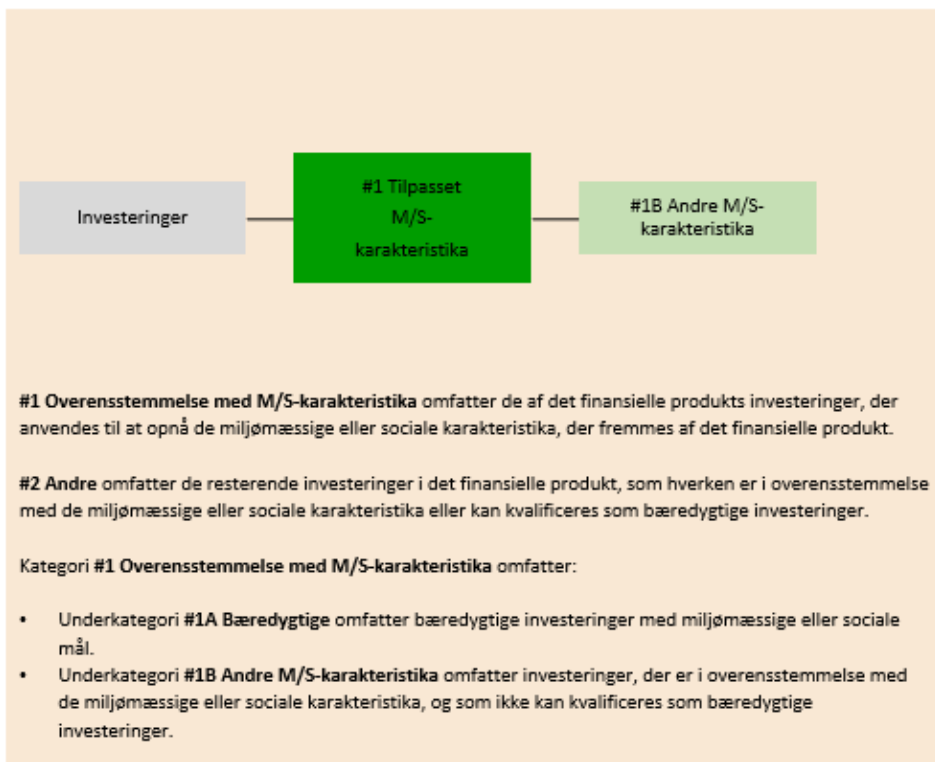 Investeringer
#1 Tilpasset
M/S-
karakteristika
#1B Andre M/S-
karakteristika
#1 Overensstemmelse med M/S-karakteristika omfatter de af det finansielle produkts investeringer, der
anvendes til at opnå de miljømæssige eller sociale karakteristika, der fremmes af det finansielle produkt.
#2 Andre omfatter de resterende investeringer i det finansielle produkt, som hverken er i overensstemmelse
med de miljømæssige eller sociale karakteristika eller kan kvalificeres som bæredygtige investeringer.
Kategori #1 Overensstemmelse med M/S-karakteristika omfatter:
• Underkategori #1A Bæredygtige omfatter bæredygtige investeringer med miljømæssige eller sociale
mål.
• Underkategori #1B Andre M/S-karakteristika omfatter investeringer, der er i overensstemmelse med
de miljømæssige eller sociale karakteristika, og som ikke kan kvalificeres som bæredygtige
investeringer.